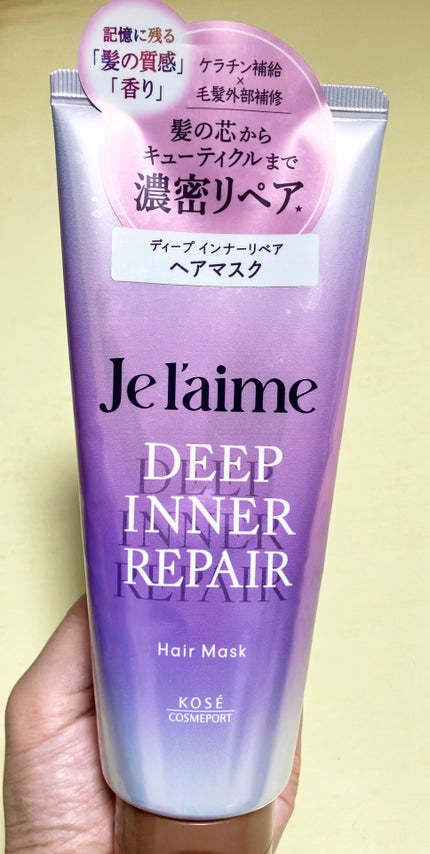 記憶に残る
「髪の質感」
「香り」
ケラチン補給
×
毛髪外部補修
髪の芯から
キューティクルまで
濃密リペア★
ディープ インナーリペア
ヘアマスク
Je l'aime
DEEP
INNER
REPAIR
Hair Mask
KOSÉ
COSMEPORT